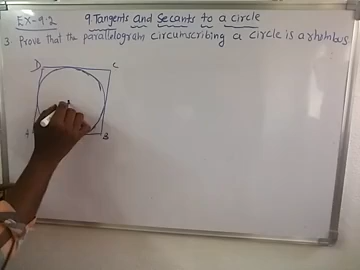 EX-9.2 9 Tangents and Secants to a circle
3 Prove that the parallelogram circumscribing a circle is a rhombus
D C
A B